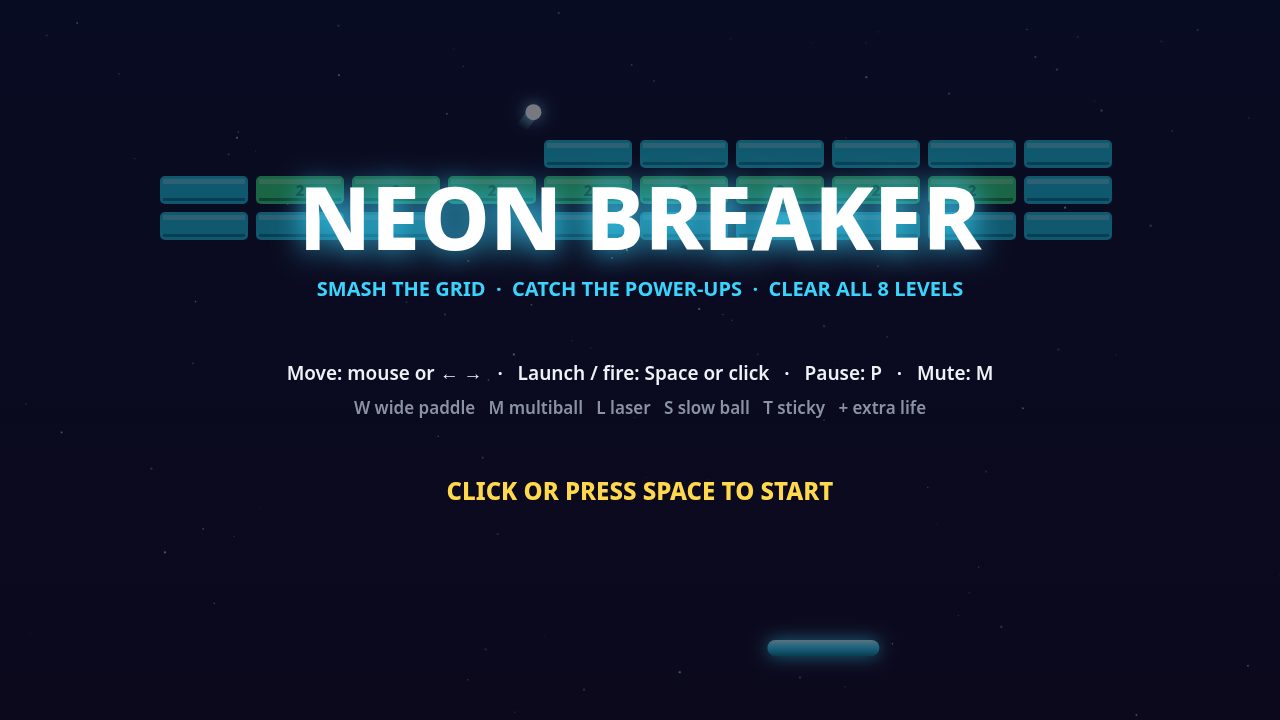 NEON BREAKER
SMASH THE GRID · CATCH THE POWER-UPS · CLEAR ALL 8 LEVELS
Move: mouse or ← → · Launch / fire: Space or click · Pause: P · Mute: M
W wide paddle M multiball L laser S slow ball T sticky + extra life
CLICK OR PRESS SPACE TO START